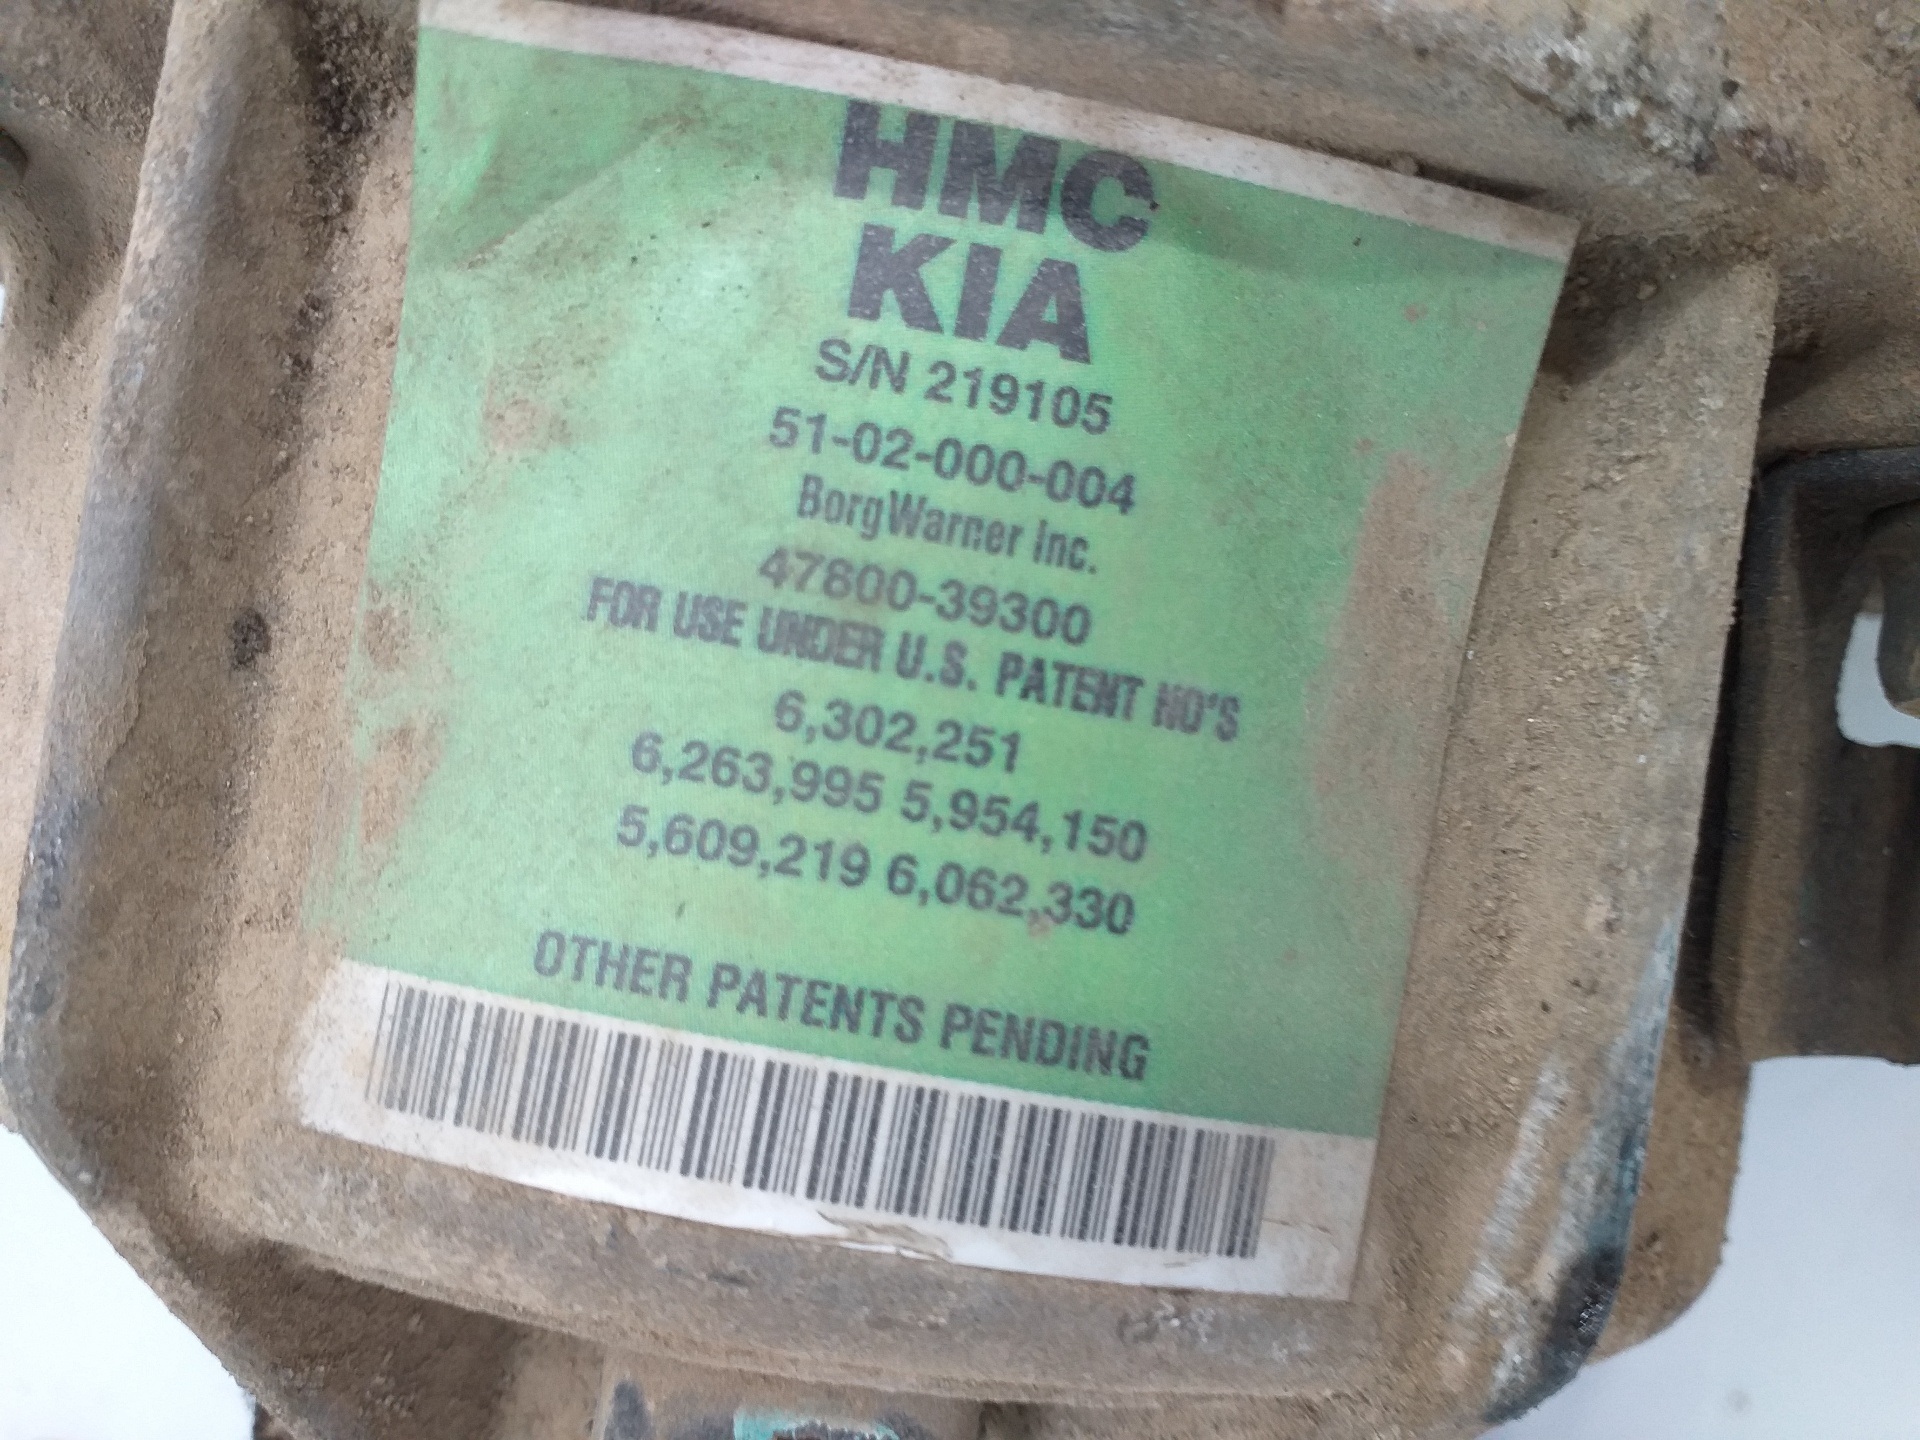 HMC
KIA
S/N 219105
51-02-000-004
BorgWarner Inc.
47800-39300
FOR USE UNDER U.S. PATENT NO'S
6,302,251
6,263,995 5,954,150
5,609,219 6,062,330
OTHER PATENTS PENDING